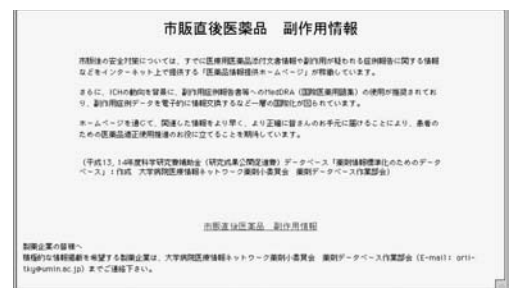 市販直後医薬品　副作用情報
市販後の安全対策については、すでに医療用医薬品添付文書情報や副作用が疑われる症例報告に関する情報
などをインターネット上で提供する「医薬品情報提供ホームページ」が稼働しています。
さらに、ICHの動向を背景に、副作用症例報告書等へのMedDRA（国際医薬用語集）の使用が推奨されてお
り、副作用症例データを電子的に情報交換するなど一層の国際化が図られています。
ホームページを通じて、関連した情報をより早く、より正確に皆さんのお手元に届けることにより、患者の
ための医薬品適正使用推進のお役に立てることを期待しています。
（平成13, 14年度科学研究費補助金（研究成果公開促進費）データベース「薬剤情報標準化のためのデータ
ベース」：作成　大学病院医療情報ネットワーク薬剤小委員会　薬剤データベース作業部会）
市販直後医薬品　副作用情報
製薬企業の皆様へ
積極的な情報掲載を希望する製薬企業は、大学病院医療情報ネットワーク薬剤小委員会　薬剤データベース作業部会（E-mail: orii-
tky@umin.ac.jp）までご連絡下さい。